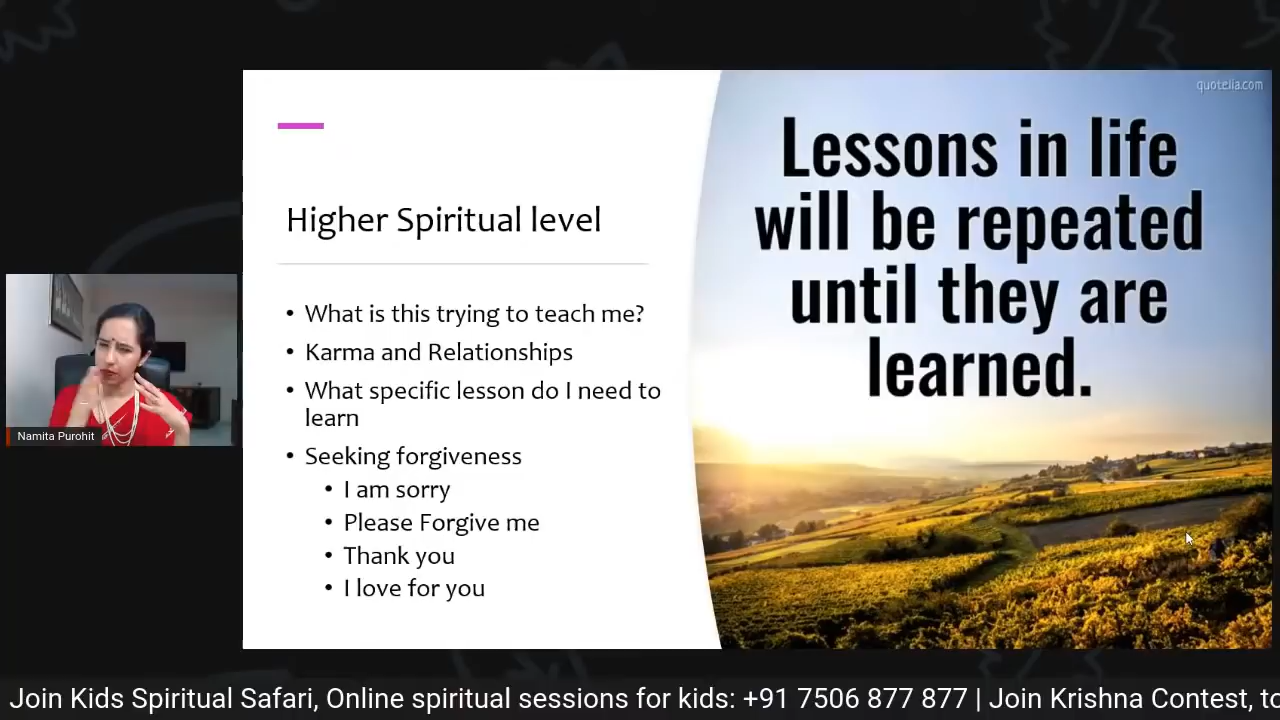 quotelia.com
Lessons in life
will be repeated
until they are
learned.
Higher Spiritual level
• What is this trying to teach me?
• Karma and Relationships
• What specific lesson do I need to
learn
• Seeking forgiveness
• I am sorry
• Please Forgive me
• Thank you
• I love for you
Namita Purohit
Join Kids Spiritual Safari, Online spiritual sessions for kids: +91 7506 877 877 | Join Krishna Contest, to